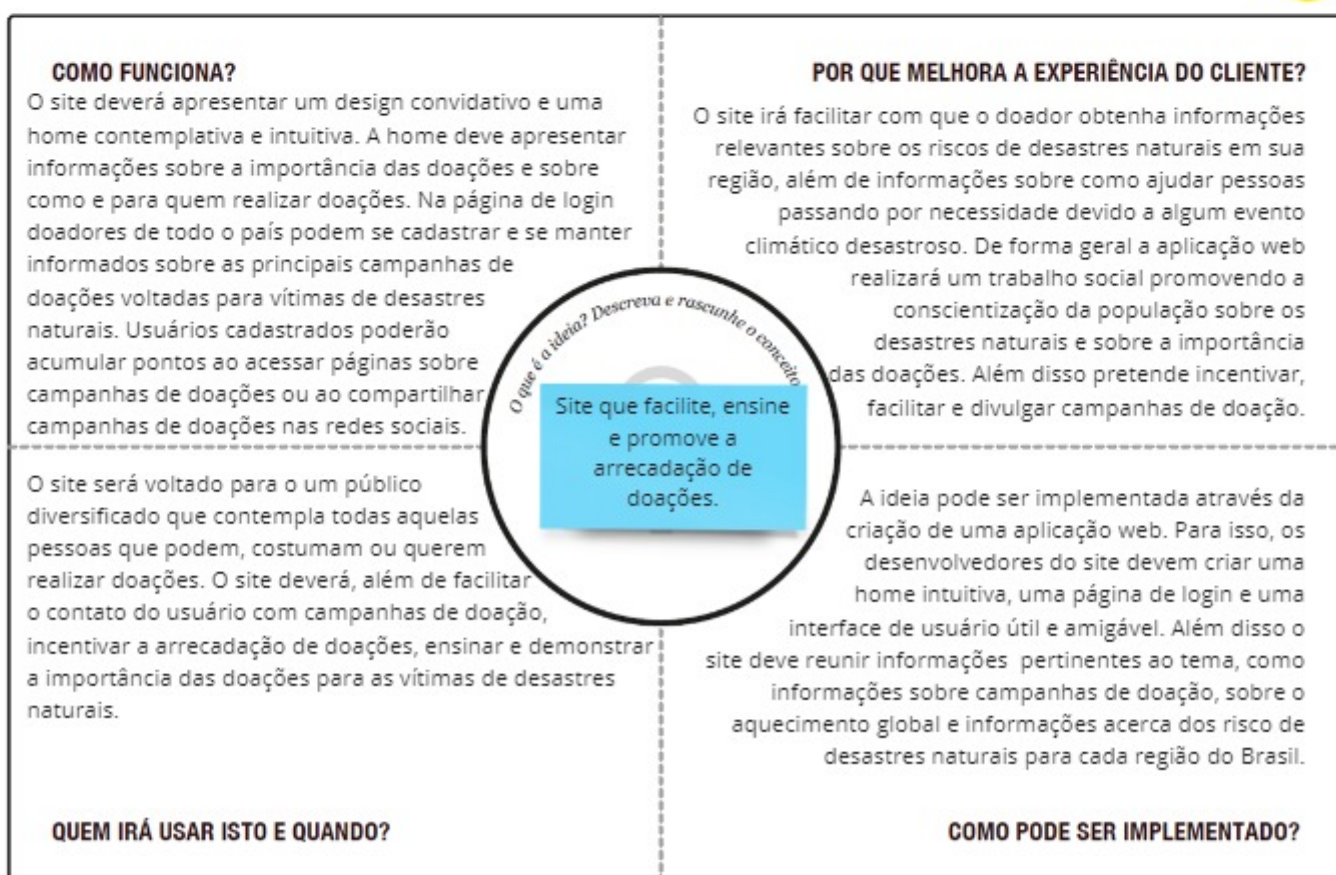 COMO FUNCIONA?
O site deverá apresentar um design convidativo e uma
home contemplativa e intuitiva. A home deve apresentar
informações sobre a importância das doações e sobre
como e para quem realizar doações. Na página de login
doadores de todo o país podem se cadastrar e se manter
informados sobre as principais campanhas de
doações voltadas para vítimas de desastres
naturais. Usuários cadastrados poderão
acumular pontos ao acessar páginas sobre
campanhas de doações ou ao compartilhar
campanhas de doações nas redes sociais.
POR QUE MELHORA A EXPERIÊNCIA DO CLIENTE?
O site irá facilitar com que o doador obtenha informações
relevantes sobre os riscos de desastres naturais em sua
região, além de informações sobre como ajudar pessoas
passando por necessidade devido a algum evento
climático desastroso. De forma geral a aplicação web
realizará um trabalho social promovendo a
conscientização da população sobre os
desastres naturais e sobre a importância
das doações. Além disso pretende incentivar,
facilitar e divulgar campanhas de doação.
O que é a ideia? Descreva e rascunhe o conceito
Site que facilite, ensine
e promove a
arrecadação de
doações.
O site será voltado para o um público
diversificado que contempla todas aquelas
pessoas que podem, costumam ou querem
realizar doações. O site deverá, além de facilitar
o contato do usuário com campanhas de doação,
incentivar a arrecadação de doações, ensinar e demonstrar
a importância das doações para as vítimas de desastres
naturais.
QUEM IRÁ USAR ISTO E QUANDO?
A ideia pode ser implementada através da
criação de uma aplicação web. Para isso, os
desenvolvedores do site devem criar uma
home intuitiva, uma página de login e uma
interface de usuário útil e amigável. Além disso o
site deve reunir informações pertinentes ao tema, como
informações sobre campanhas de doação, sobre o
aquecimento global e informações acerca dos risco de
desastres naturais para cada região do Brasil.
COMO PODE SER IMPLEMENTADO?